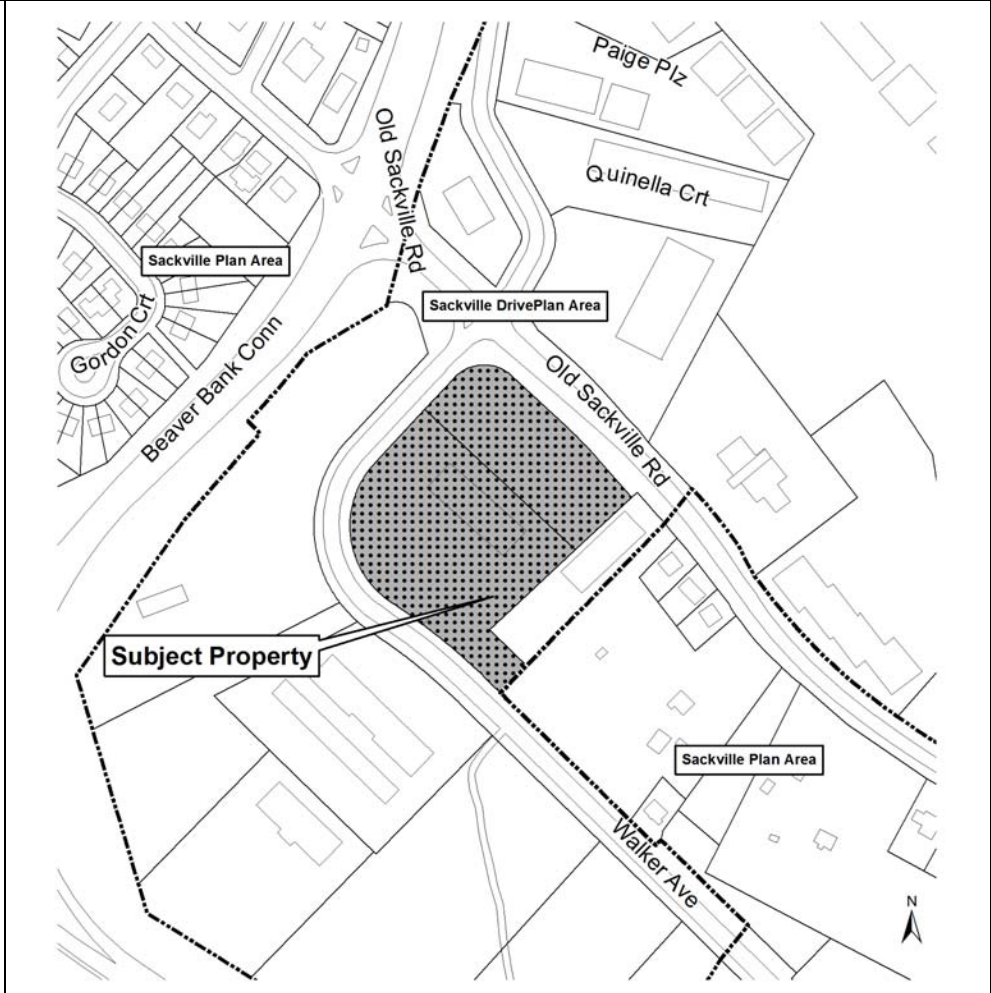 Paige Plz
Old Sackville Rd
Quinella Crt
Sackville Plan Area
Sackville DrivePlan Area
Gordon Crt
Beaver Bank Conn
Old Sackville Rd
Subject Property
Sackville Plan Area
Walker Ave
N